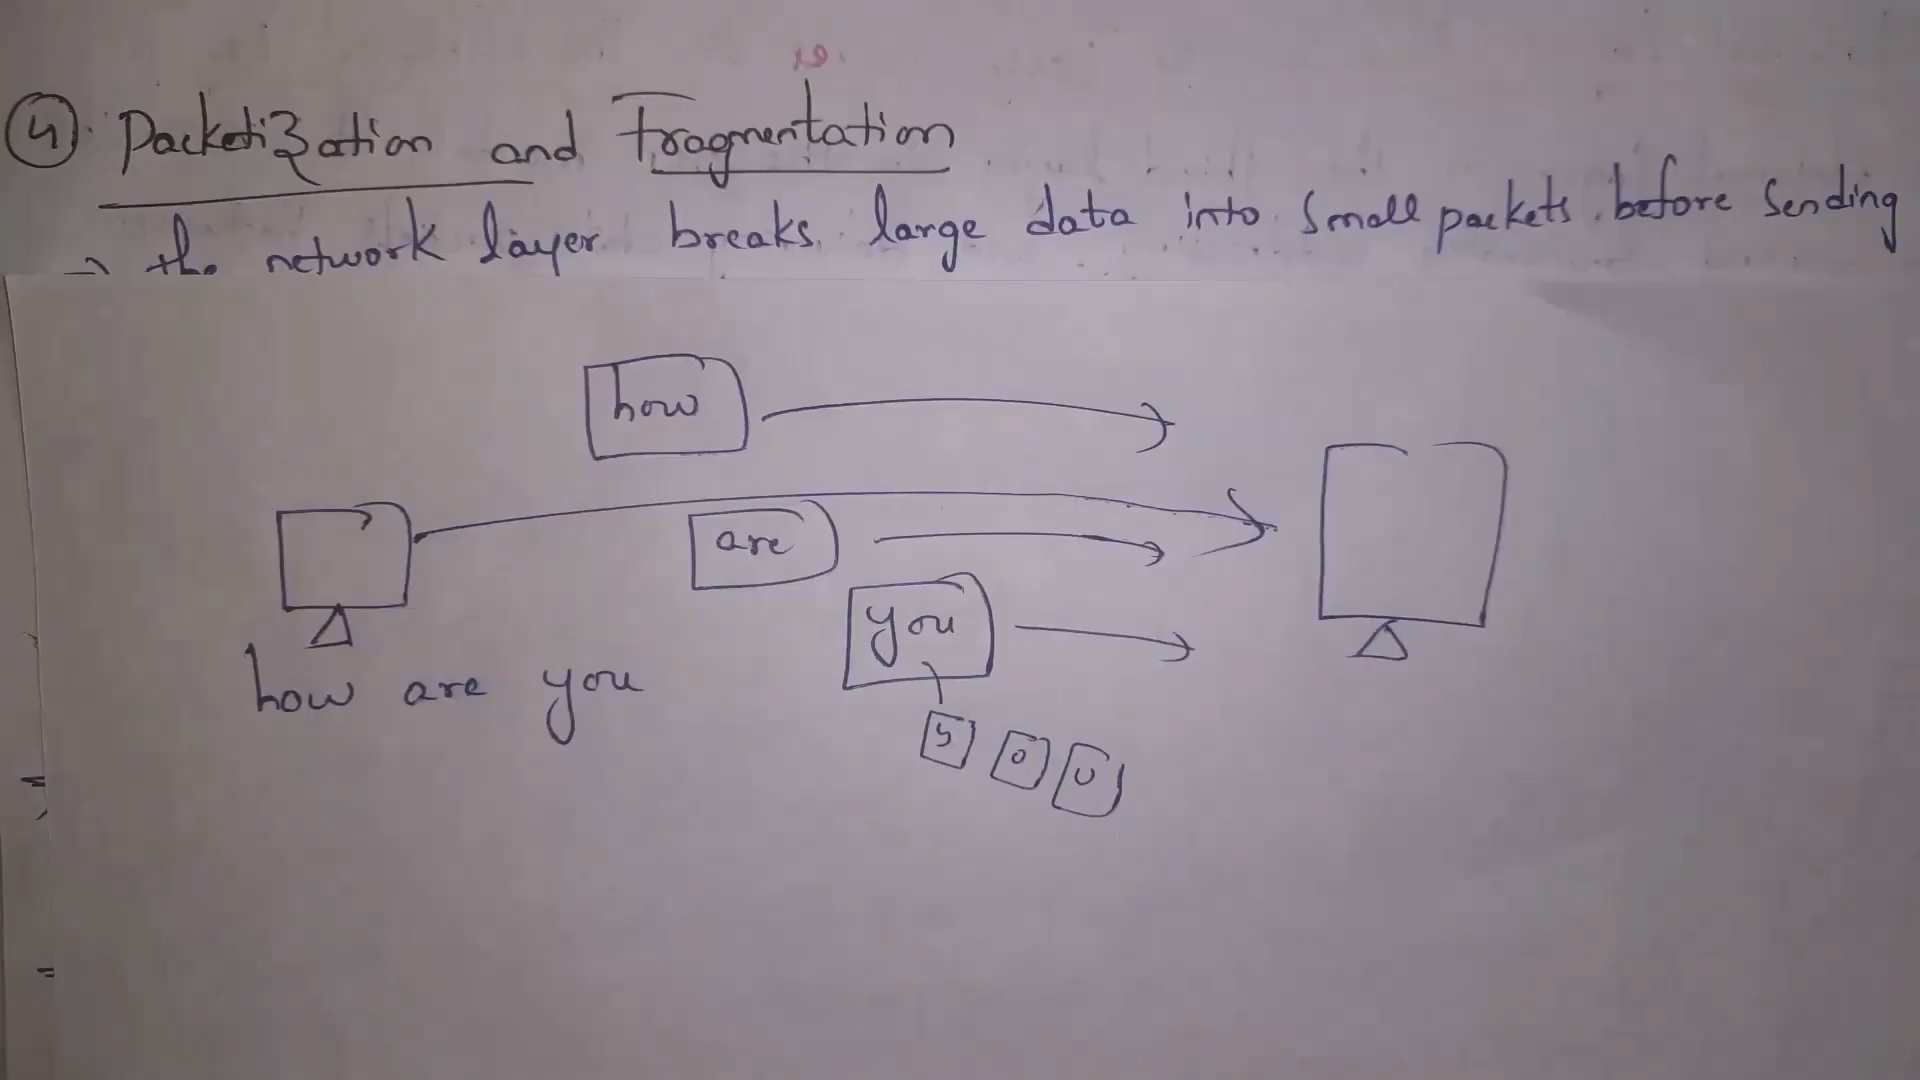 4. Packetization and Fragmentation
→ the network layer breaks large data into small packets before sending
how
are
you
how are you
y o u